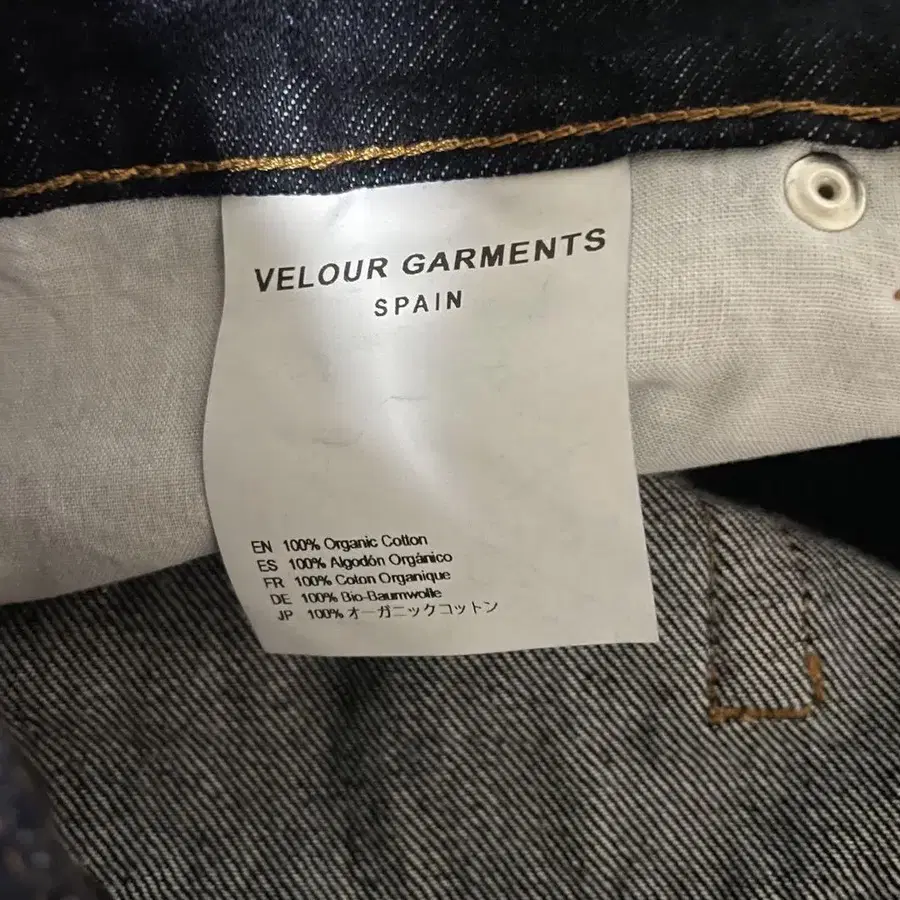 VELOUR GARMENTS
SPAIN
EN 100% Organic Cotton
ES 100% Algodón Orgánico
FR 100% Coton Organique
DE 100% Bio-Baumwolle
JP 100% オーガニックコットン